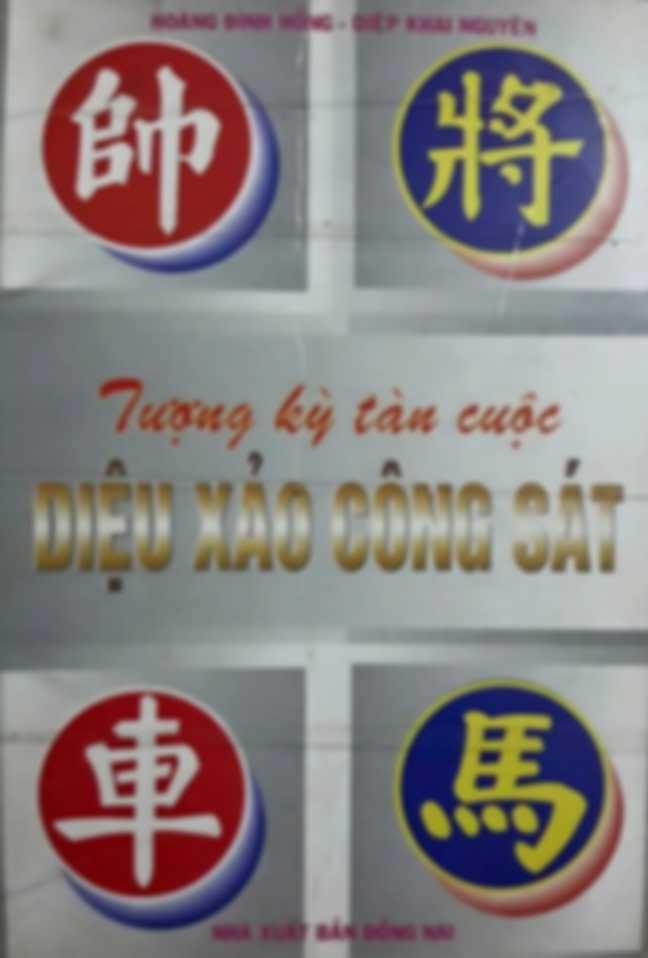 HOÀNG ĐÌNH HỒNG - DIỆP KHAI NGUYÊN
帥 將
Tượng kỳ tàn cuộc
DIỆU XẢO CÔNG SÁT
車 馬
NHÀ XUẤT BẢN ĐỒNG NAI